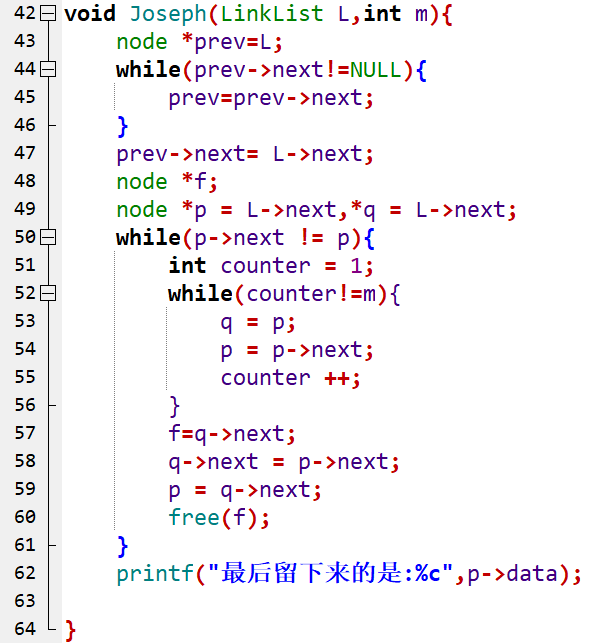 42 void Joseph(LinkList L,int m){
43 node *prev=L;
44 while(prev->next!=NULL){
45 prev=prev->next;
46 }
47 prev->next= L->next;
48 node *f;
49 node *p = L->next,*q = L->next;
50 while(p->next != p){
51 int counter = 1;
52 while(counter!=m){
53 q = p;
54 p = p->next;
55 counter ++;
56 }
57 f=q->next;
58 q->next = p->next;
59 p = q->next;
60 free(f);
61 }
62 printf("最后留下来的是:%c",p->data);
63
64 }